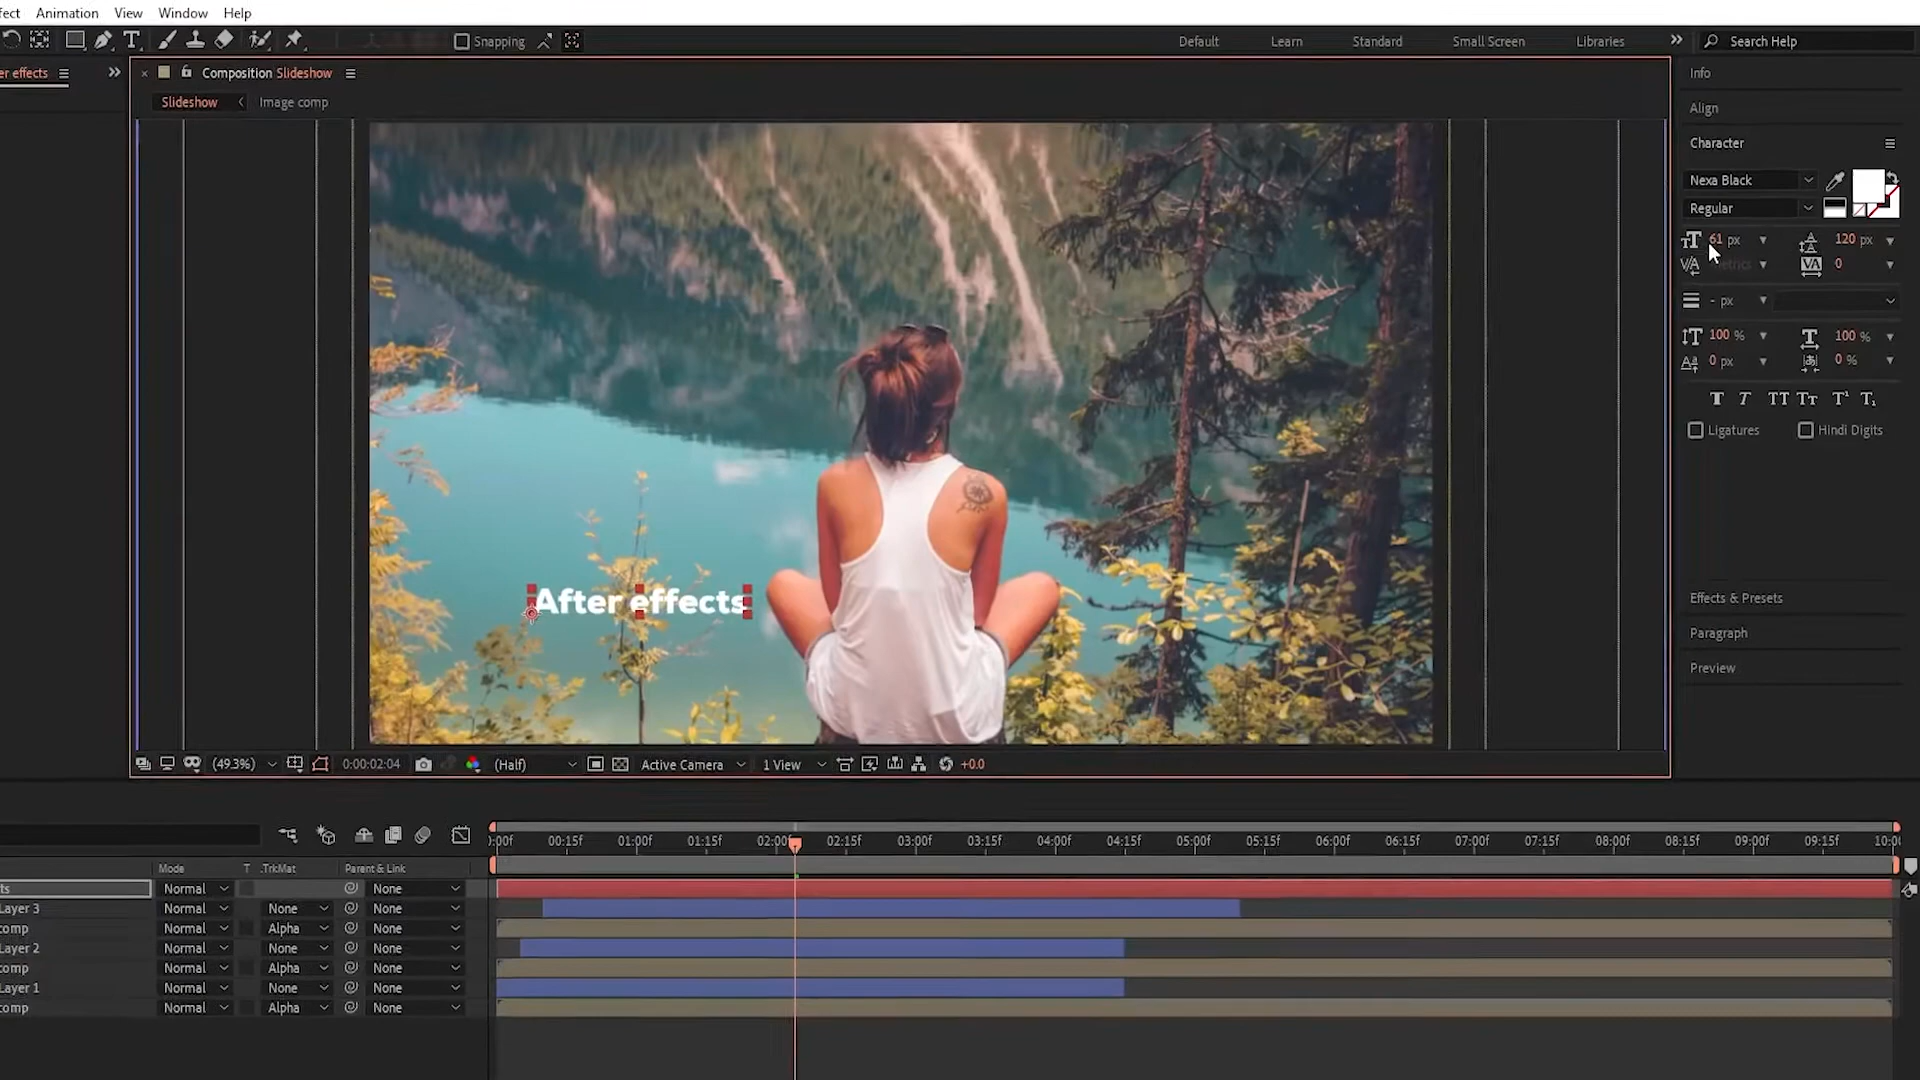 fect Animation View Window Help
Snapping Default Learn Standard Small Screen Libraries Search Help
er effects Composition Slideshow
Slideshow Image comp
Info
Align
Character
Nexa Black
Regular
61 px 120 px
0
- px
100 % 100 %
0 px 0 %
T T TT Tt T¹ T₁
Ligatures Hindi Digits
Effects & Presets
Paragraph
Preview
After effects
(49.3%) 0:00:02:04 (Half) Active Camera 1 View +0.0
:00f 00:15f 01:00f 01:15f 02:00f 02:15f 03:00f 03:15f 04:00f 04:15f 05:00f 05:15f 06:00f 06:15f 07:00f 07:15f 08:00f 08:15f 09:00f 09:15f 10:00
Mode T .TrkMat Parent & Link
ts Normal None
Layer 3 Normal None None
comp Normal Alpha None
Layer 2 Normal None None
comp Normal Alpha None
Layer 1 Normal None None
comp Normal Alpha None